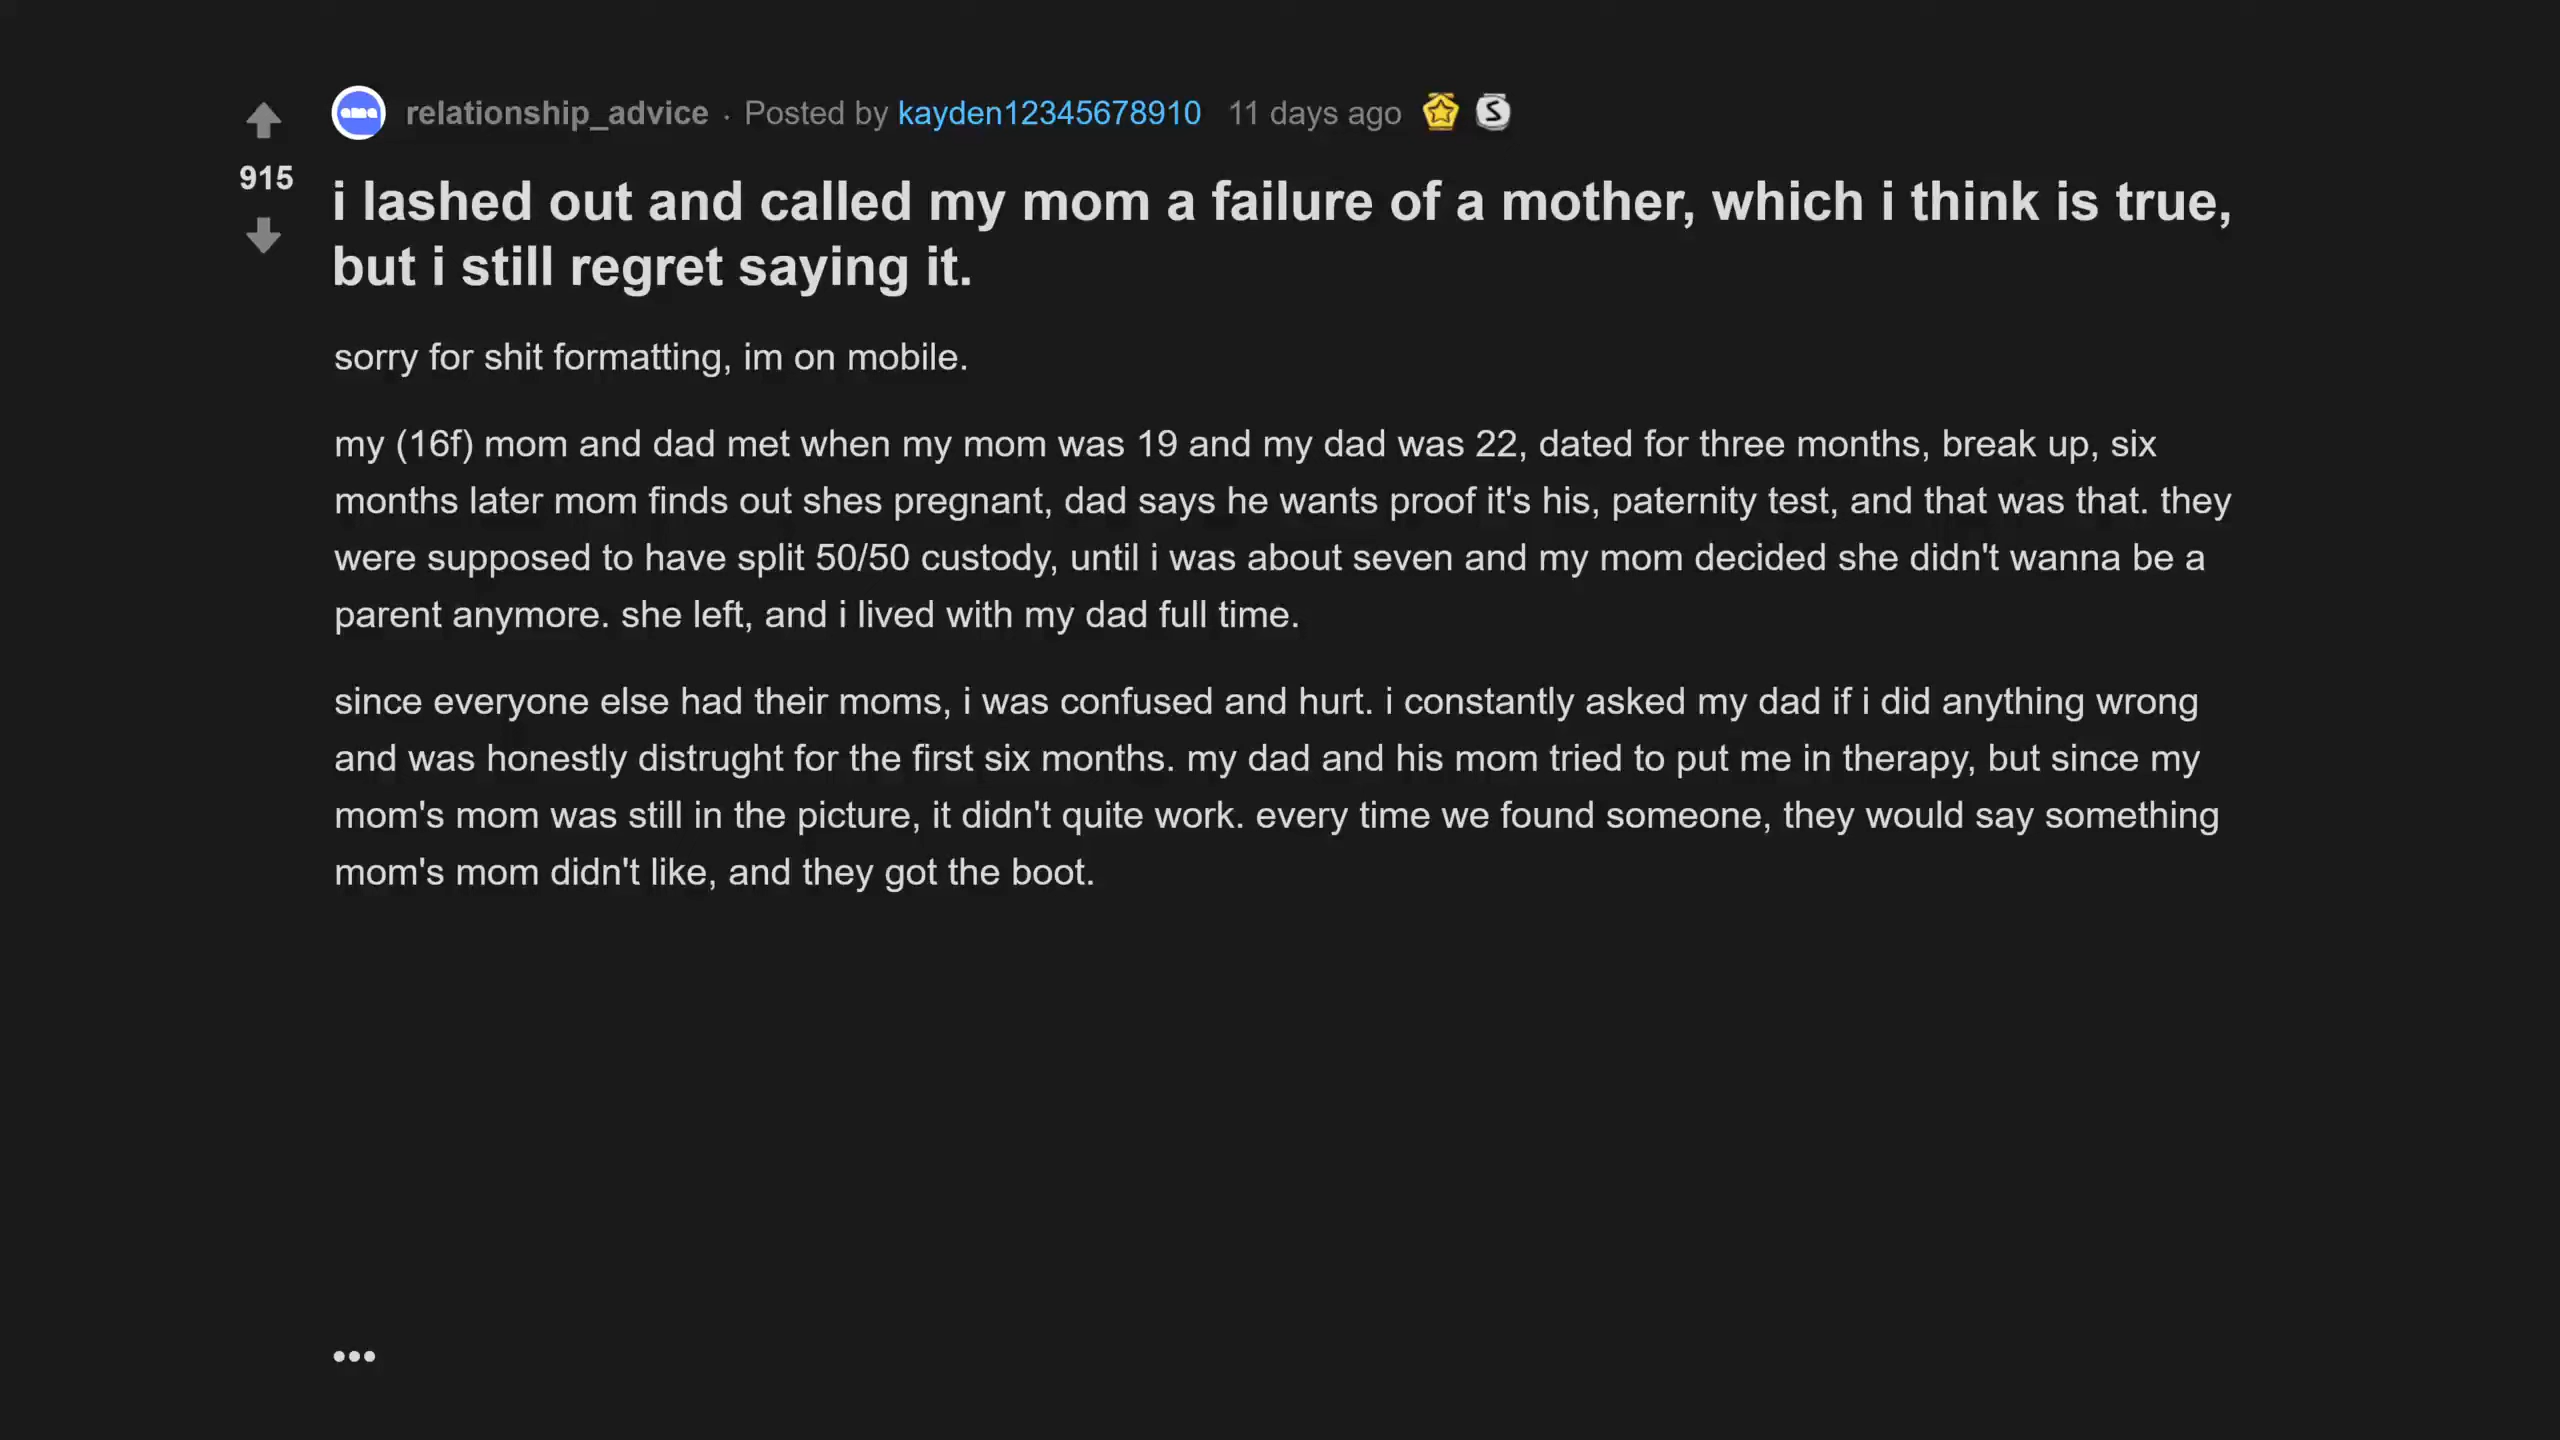 relationship_advice · Posted by kayden12345678910 11 days ago
915
i lashed out and called my mom a failure of a mother, which i think is true,
but i still regret saying it.
sorry for shit formatting, im on mobile.
my (16f) mom and dad met when my mom was 19 and my dad was 22, dated for three months, break up, six
months later mom finds out shes pregnant, dad says he wants proof it's his, paternity test, and that was that. they
were supposed to have split 50/50 custody, until i was about seven and my mom decided she didn't wanna be a
parent anymore. she left, and i lived with my dad full time.
since everyone else had their moms, i was confused and hurt. i constantly asked my dad if i did anything wrong
and was honestly distrught for the first six months. my dad and his mom tried to put me in therapy, but since my
mom's mom was still in the picture, it didn't quite work. every time we found someone, they would say something
mom's mom didn't like, and they got the boot.
•••